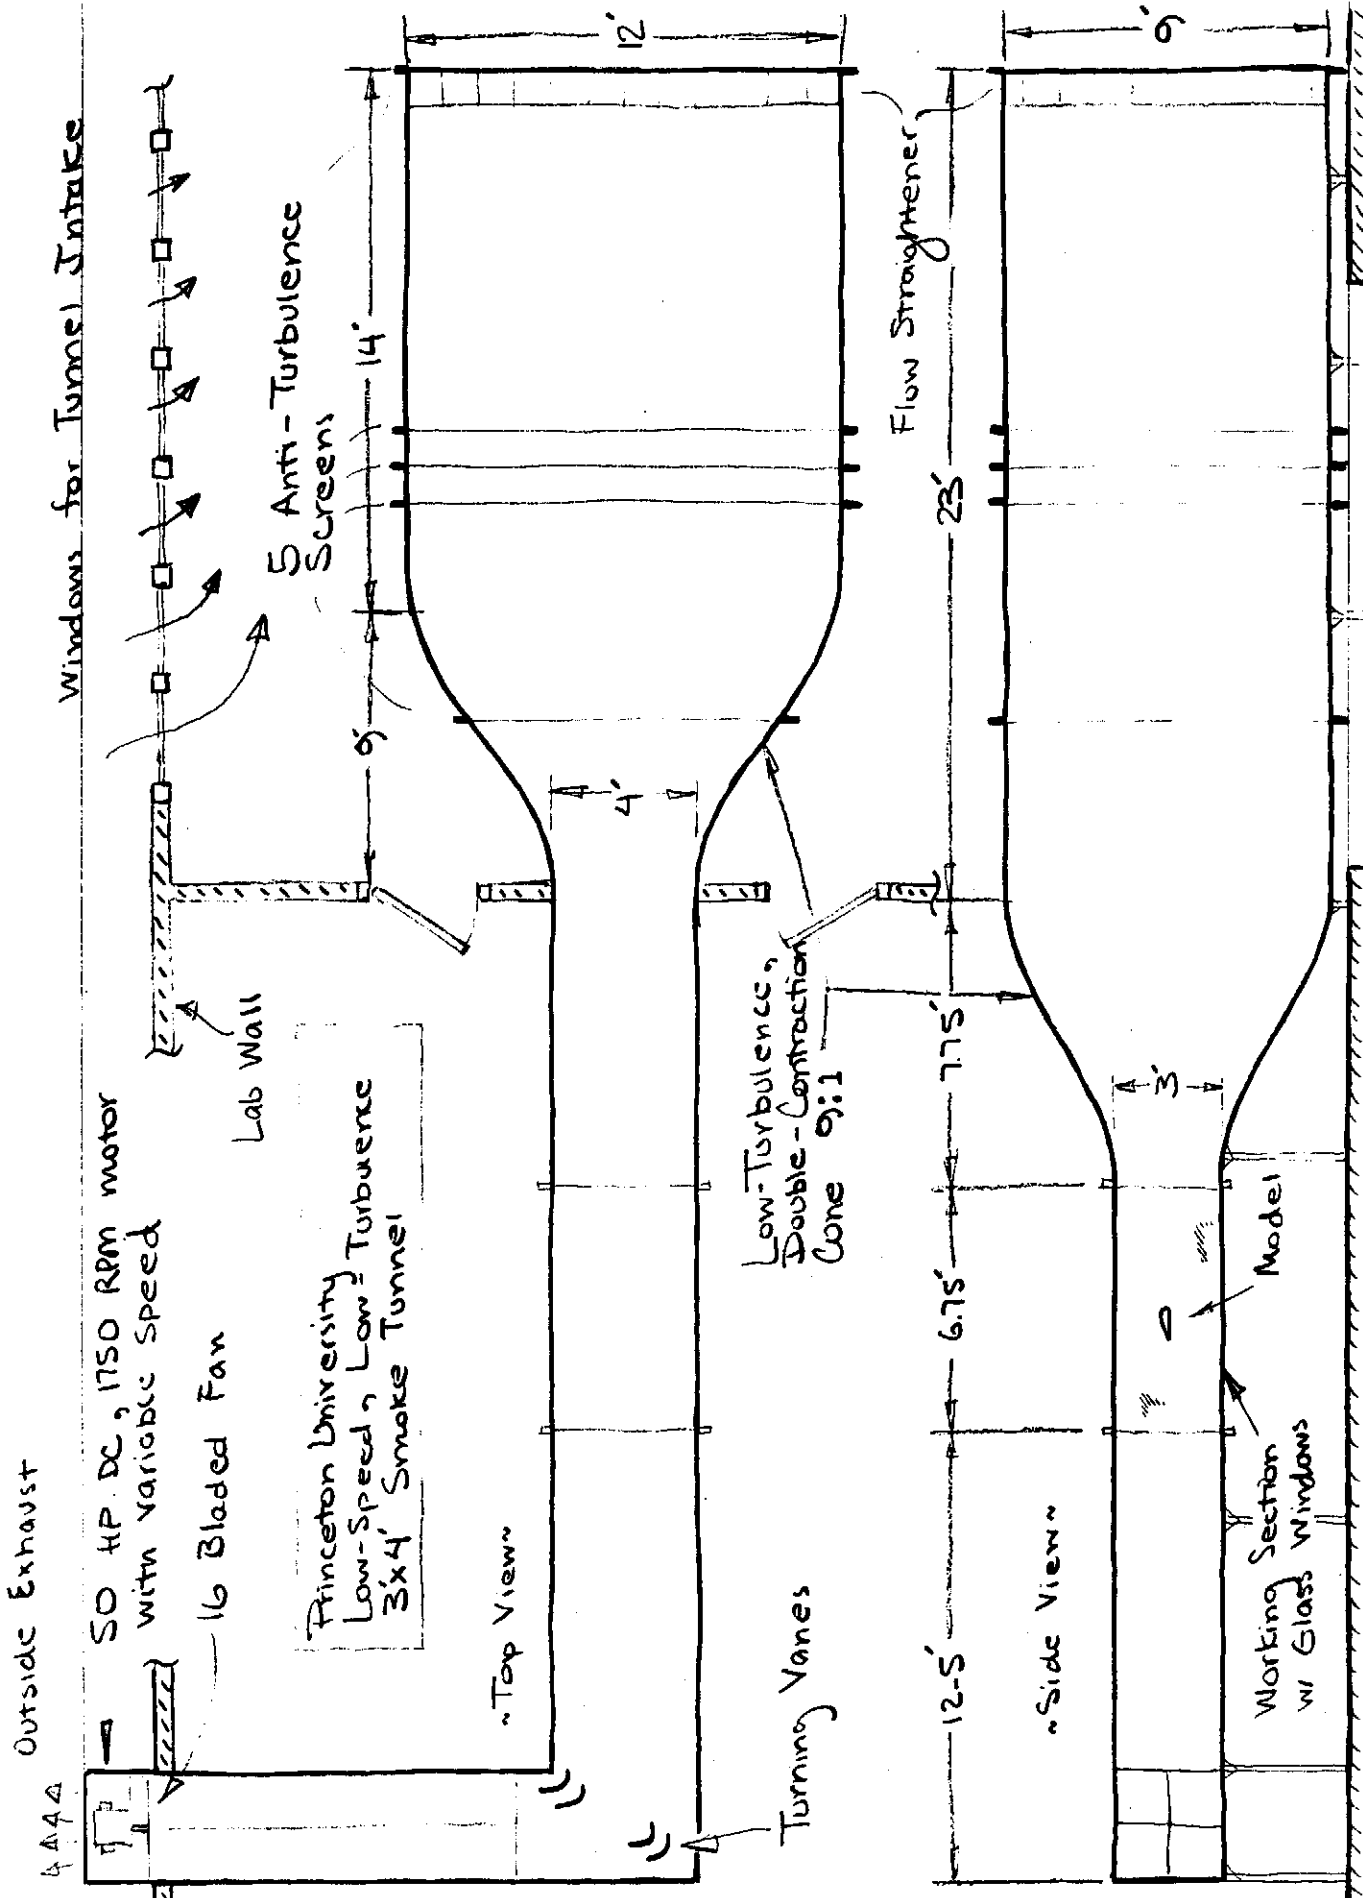 Windows for Tunnel Intake
5 Anti-Turbulence
Screens
14'
9'
12'
4'
Flow Straightener
Lab Wall
Outside Exhaust
50 HP. DC, 1750 RPM motor
with variable speed
16 Bladed Fan
Princeton University
Low-Speed, Low-Turbuence
3'x4' Smoke Tunnel
~Top View~
Turning Vanes
Low-Turbulence,
Double-Contraction
Cone 9:1
9'
23'
7.75'
6.75'
12-5'
3'
~Side View~
Model
Working Section
w/ Glass Windows